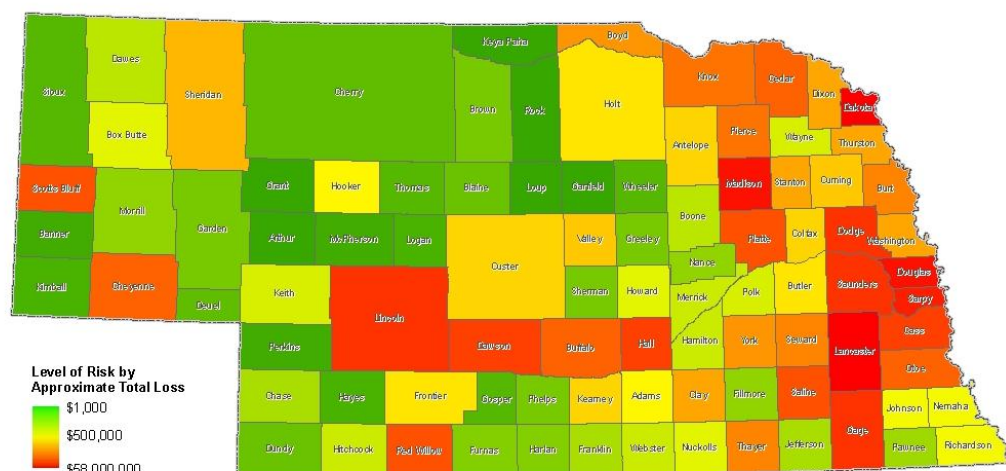 Keya Paha
Boyd
Dawes
Sioux
Sheridan
Cherry
Brown
Rock
Holt
Knox
Cedar
Dixon
Dakota
Box Butte
Antelope
Pierce
Wayne
Thurston
Scotts Bluff
Morrill
Garden
Grant
Hooker
Thomas
Blaine
Loup
Garfield
Wheeler
Madison
Stanton
Cuming
Burt
Boone
Banner
Arthur
McPherson
Logan
Custer
Valley
Greeley
Nance
Platte
Colfax
Dodge
Washington
Kimball
Cheyenne
Deuel
Keith
Lincoln
Sherman
Howard
Merrick
Polk
Butler
Saunders
Douglas
Sarpy
Perkins
Dawson
Buffalo
Hall
Hamilton
York
Seward
Lancaster
Cass
Otoe
Chase
Hayes
Frontier
Gosper
Phelps
Kearney
Adams
Clay
Fillmore
Saline
Gage
Johnson
Nemaha
Dundy
Hitchcock
Red Willow
Furnas
Harlan
Franklin
Webster
Nuckolls
Thayer
Jefferson
Pawnee
Richardson
Level of Risk by
Approximate Total Loss
$1,000
$500,000
$58,000,000